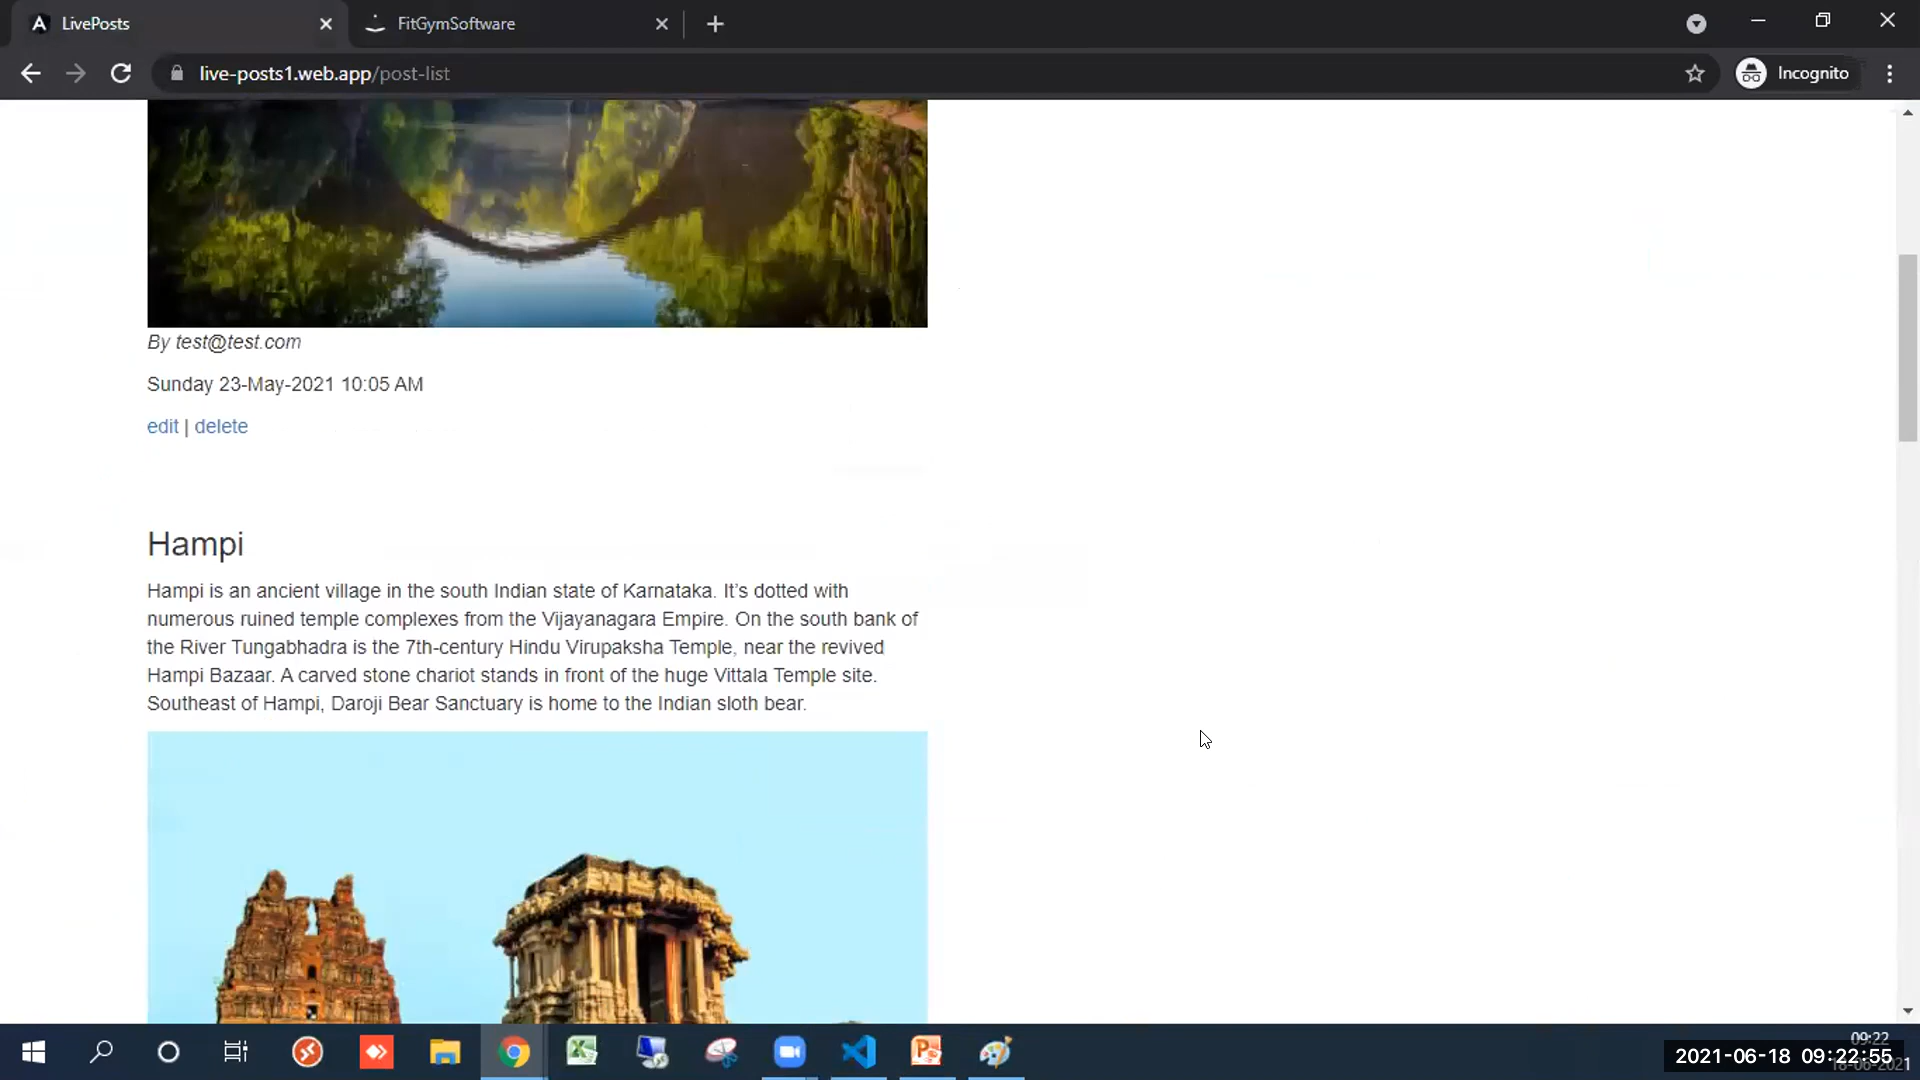 LivePosts
FitGymSoftware
live-posts1.web.app/post-list
Incognito
By test@test.com
Sunday 23-May-2021 10:05 AM
edit | delete
Hampi
Hampi is an ancient village in the south Indian state of Karnataka. It’s dotted with
numerous ruined temple complexes from the Vijayanagara Empire. On the south bank of
the River Tungabhadra is the 7th-century Hindu Virupaksha Temple, near the revived
Hampi Bazaar. A carved stone chariot stands in front of the huge Vittala Temple site.
Southeast of Hampi, Daroji Bear Sanctuary is home to the Indian sloth bear.
09:22
2021-06-18 09:22:55